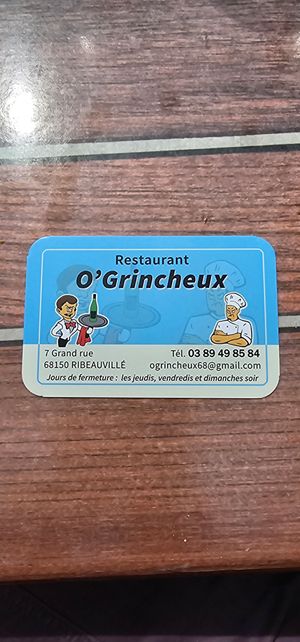 Restaurant
O'Grincheux
7 Grand rue
68150 RIBEAUVILLÉ
Tél. 03 89 49 85 84
ogrincheux68@gmail.com
Jours de fermeture : les jeudis, vendredis et dimanches soir